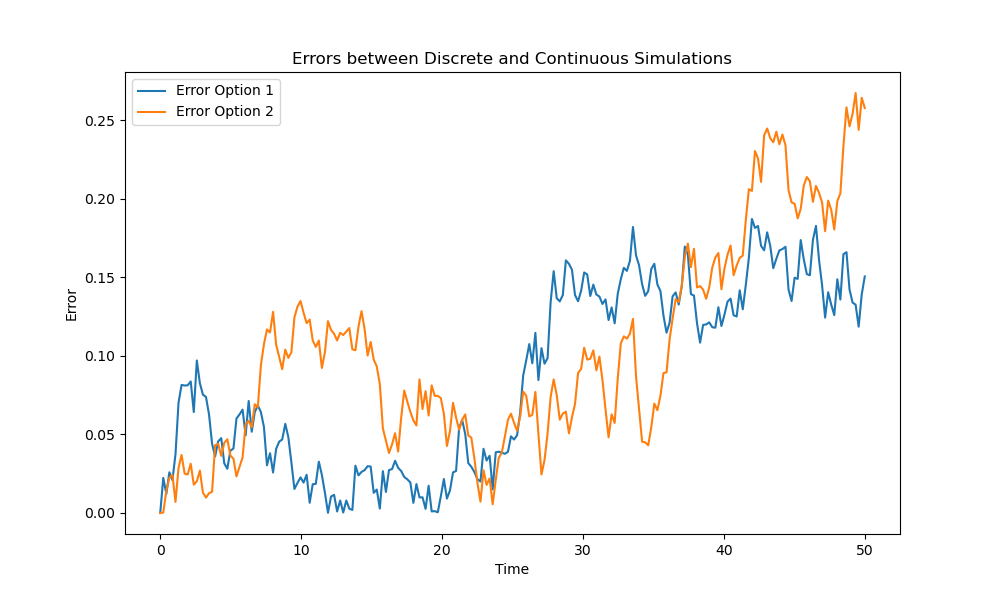 Errors between Discrete and Continuous Simulations
Error Option 1
Error Option 2
0.25
0.20
0.15
0.10
0.05
0.00
Error
0 10 20 30 40 50
Time